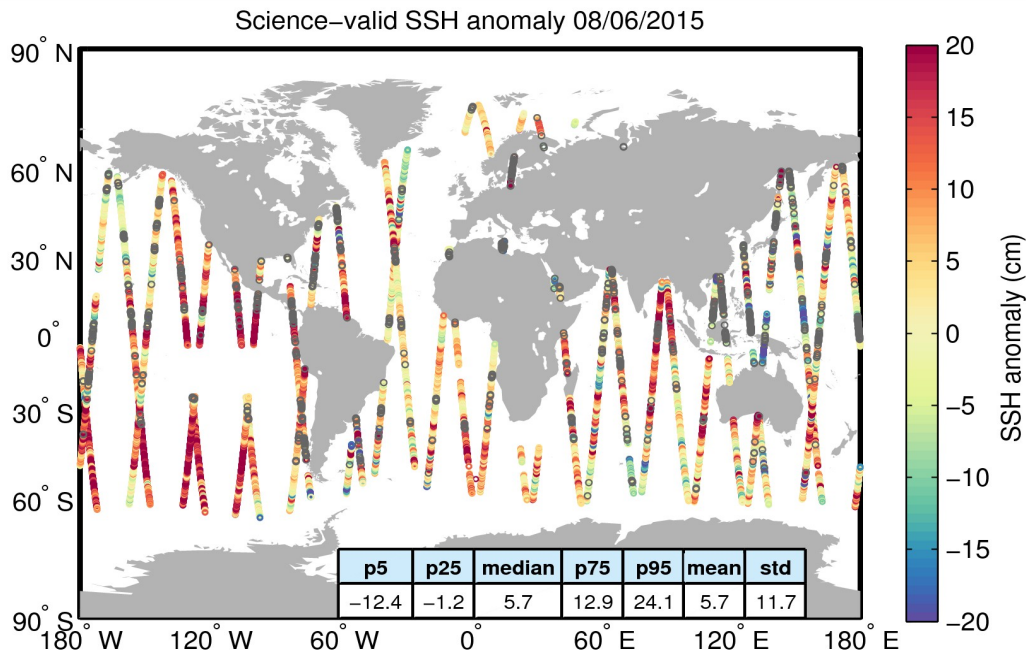 Science−valid SSH anomaly 08/06/2015
90° N
60° N
30° N
0°
30° S
60° S
90° S
180° W
120° W
60° W
0°
60° E
120° E
180° E
p5 p25 median p75 p95 mean std
−12.4 −1.2 5.7 12.9 24.1 5.7 11.7
20
15
10
5
0
−5
−10
−15
−20
SSH anomaly (cm)